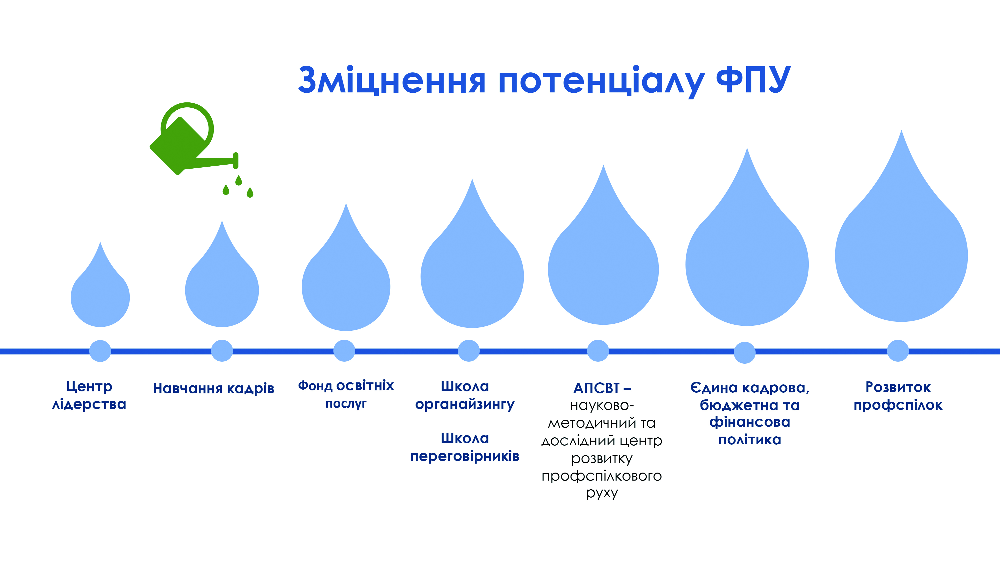 Зміцнення потенціалу ФПУ
Центр
лідерства
Навчання кадрів
Фонд освітніх
послуг
Школа
органайзингу
Школа
переговірників
АПСВТ –
науково-
методичний та
дослідний центр
розвитку
профспілкового
руху
Єдина кадрова,
бюджетна та
фінансова
політика
Розвиток
профспілок